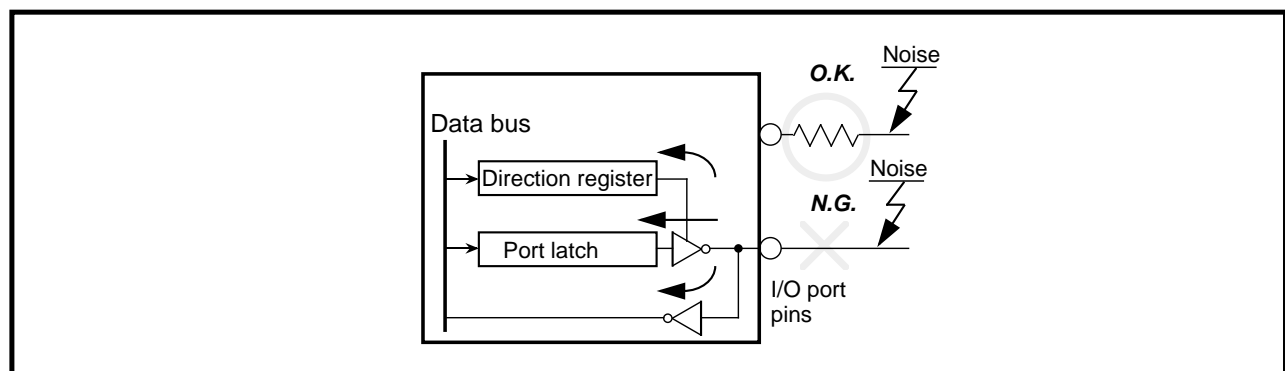 Noise
O.K.
Data bus
Direction register
Noise
N.G.
Port latch
I/O port
pins